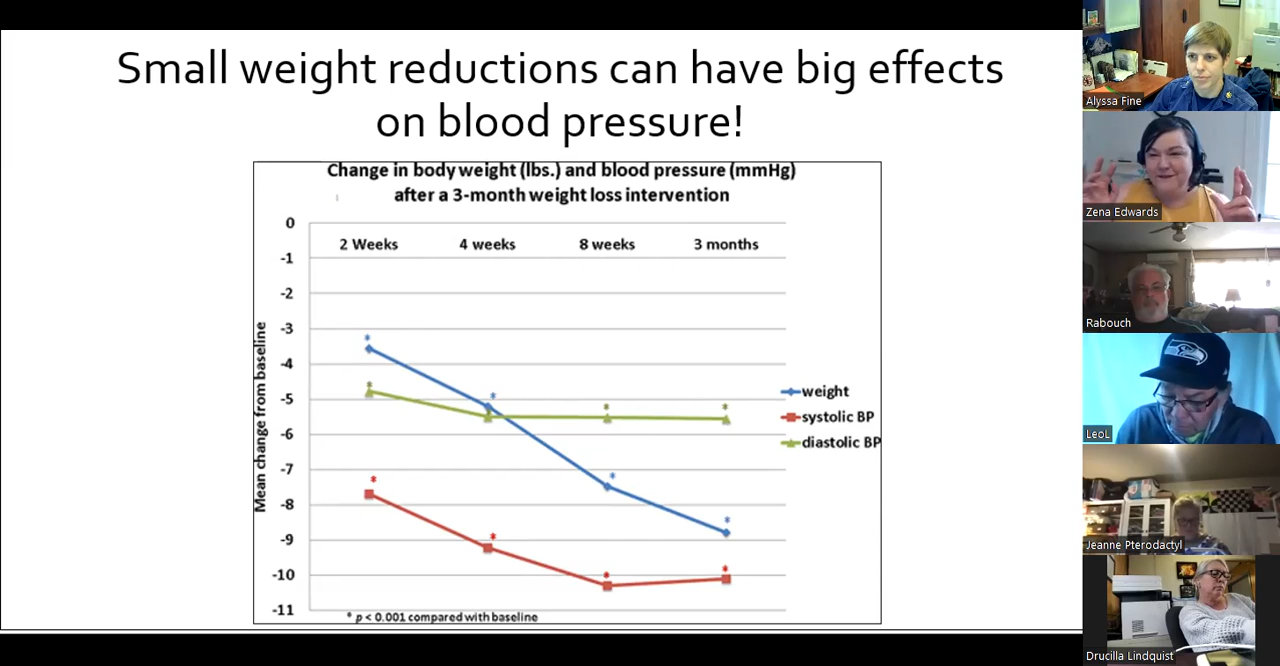 Small weight reductions can have big effects
on blood pressure!
Change in body weight (lbs.) and blood pressure (mmHg)
after a 3-month weight loss intervention
Mean change from baseline
0
-1
-2
-3
-4
-5
-6
-7
-8
-9
-10
-11
2 Weeks 4 weeks 8 weeks 3 months
weight
systolic BP
diastolic BP
* p < 0.001 compared with baseline
Alyssa Fine
Zena Edwards
Rabouch
LeoL
Jeanne Pterodactyl
Drucilla Lindquist